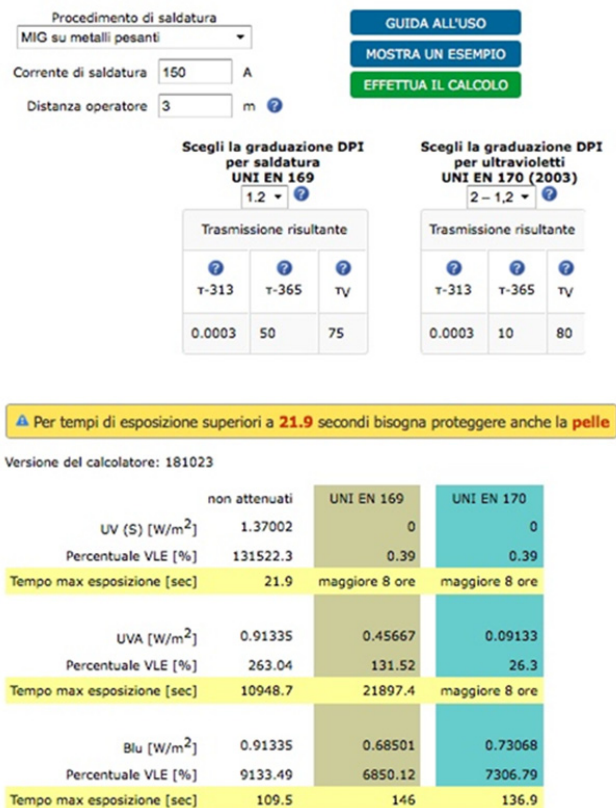 Procedimento di saldatura
MIG su metalli pesanti
Corrente di saldatura 150 A
Distanza operatore 3 m ?
GUIDA ALL'USO
MOSTRA UN ESEMPIO
EFFETTUA IL CALCOLO
Scegli la graduazione DPI
per saldatura
UNI EN 169
1.2 ?
Trasmissione risultante
? ? ?
τ-313 τ-365 τV
0.0003 50 75
Scegli la graduazione DPI
per ultravioletti
UNI EN 170 (2003)
2 – 1,2 ?
Trasmissione risultante
? ? ?
τ-313 τ-365 τV
0.0003 10 80
Per tempi di esposizione superiori a 21.9 secondi bisogna proteggere anche la pelle
Versione del calcolatore: 181023
non attenuati UNI EN 169 UNI EN 170
UV (S) [W/m²] 1.37002 0 0
Percentuale VLE [%] 131522.3 0.39 0.39
Tempo max esposizione [sec] 21.9 maggiore 8 ore maggiore 8 ore
UVA [W/m²] 0.91335 0.45667 0.09133
Percentuale VLE [%] 263.04 131.52 26.3
Tempo max esposizione [sec] 10948.7 21897.4 maggiore 8 ore
Blu [W/m²] 0.91335 0.68501 0.73068
Percentuale VLE [%] 9133.49 6850.12 7306.79
Tempo max esposizione [sec] 109.5 146 136.9